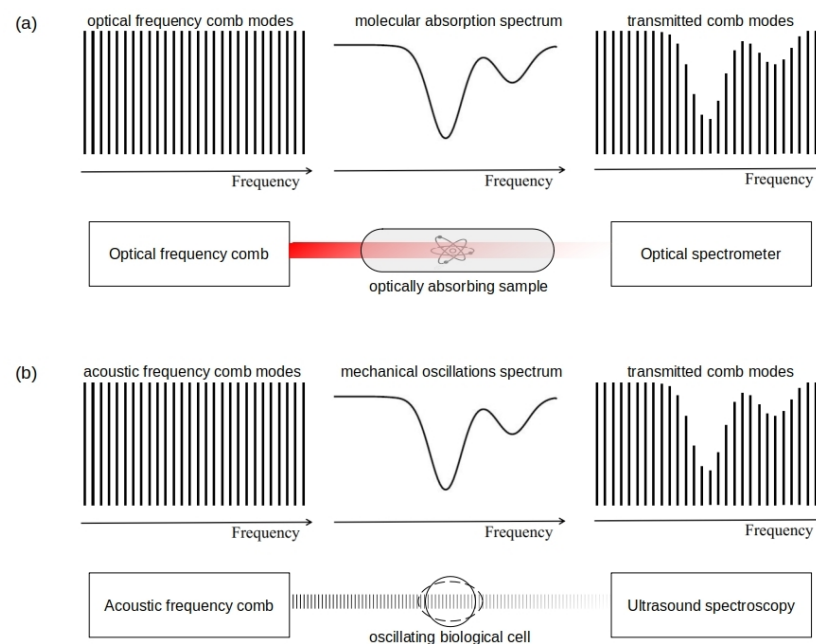 (a)
optical frequency comb modes
molecular absorption spectrum
transmitted comb modes
Frequency
Frequency
Frequency
Optical frequency comb
optically absorbing sample
Optical spectrometer
(b)
acoustic frequency comb modes
mechanical oscillations spectrum
transmitted comb modes
Frequency
Frequency
Frequency
Acoustic frequency comb
oscillating biological cell
Ultrasound spectroscopy